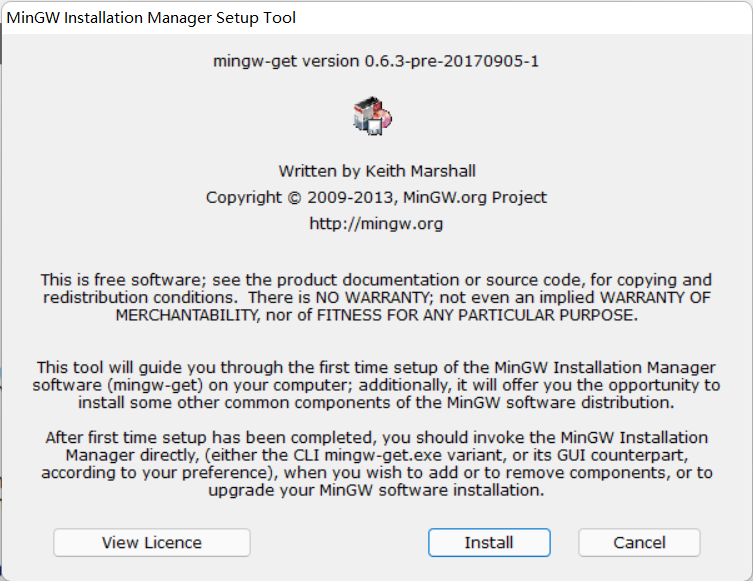 MinGW Installation Manager Setup Tool
mingw-get version 0.6.3-pre-20170905-1
Written by Keith Marshall
Copyright © 2009-2013, MinGW.org Project
http://mingw.org
This is free software; see the product documentation or source code, for copying and
redistribution conditions.  There is NO WARRANTY; not even an implied WARRANTY OF
MERCHANTABILITY, nor of FITNESS FOR ANY PARTICULAR PURPOSE.
This tool will guide you through the first time setup of the MinGW Installation Manager
software (mingw-get) on your computer; additionally, it will offer you the opportunity to
install some other common components of the MinGW software distribution.
After first time setup has been completed, you should invoke the MinGW Installation
Manager directly, (either the CLI mingw-get.exe variant, or its GUI counterpart,
according to your preference), when you wish to add or to remove components, or to
upgrade your MinGW software installation.
View Licence
Install
Cancel